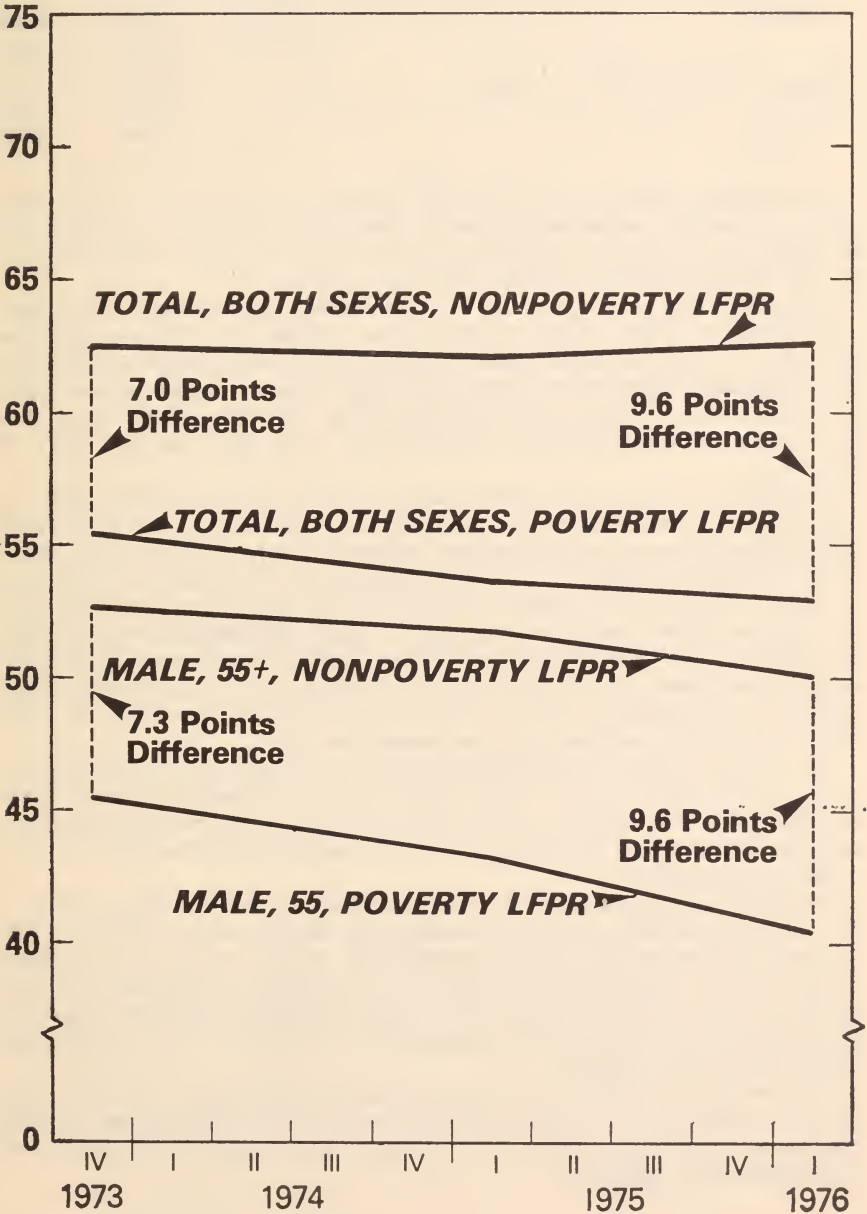 75
70
65
TOTAL, BOTH SEXES, NONPOVERTY LFPR
7.0 Points
Difference
9.6 Points
Difference
60
TOTAL, BOTH SEXES, POVERTY LFPR
55
MALE, 55+, NONPOVERTY LFPR
50
7.3 Points
Difference
45
9.6 Points
Difference
MALE, 55, POVERTY LFPR
40
0
IV I II III IV I II III IV I
1973 1974 1975 1976